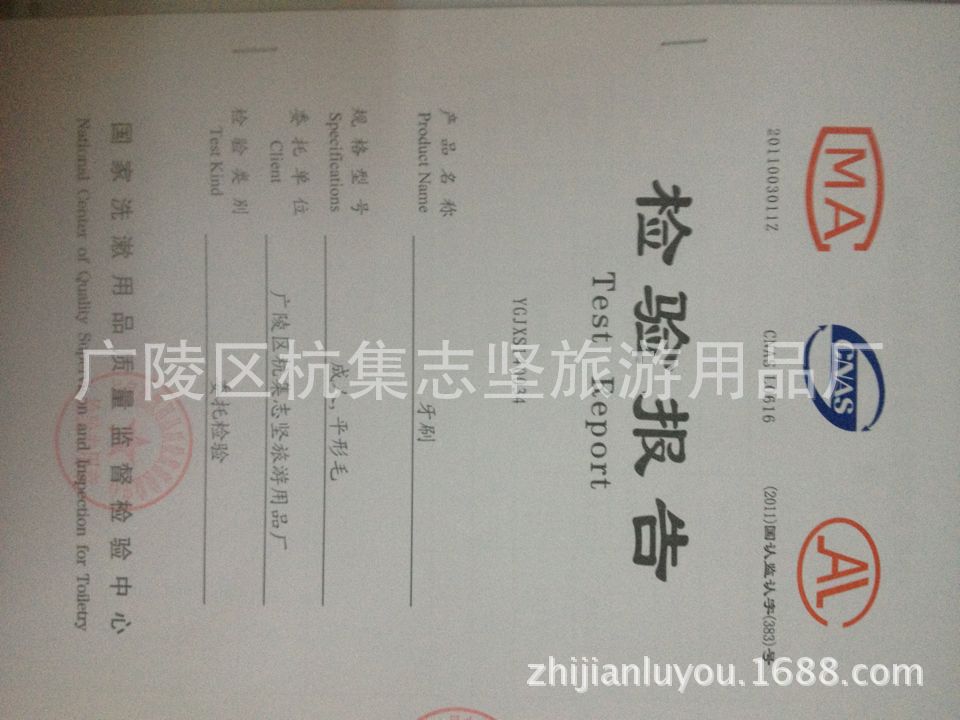 MA
CNAS
AL
2011003011Z
CNAS L1616
(2011)国认监认字(383)号
检验报告
Test Report
产品名称
Product Name
牙刷
规格型号
Specifications
成人,平形毛
委托单位
Client
广陵区杭集志坚旅游用品厂
检验类别
Test Kind
委托检验
国家洗漱用品质量监督检验中心
National Center of Quality Supervision and Inspection for Toiletry
广陵区杭集志坚旅游用品厂
zhijianluyou.1688.com